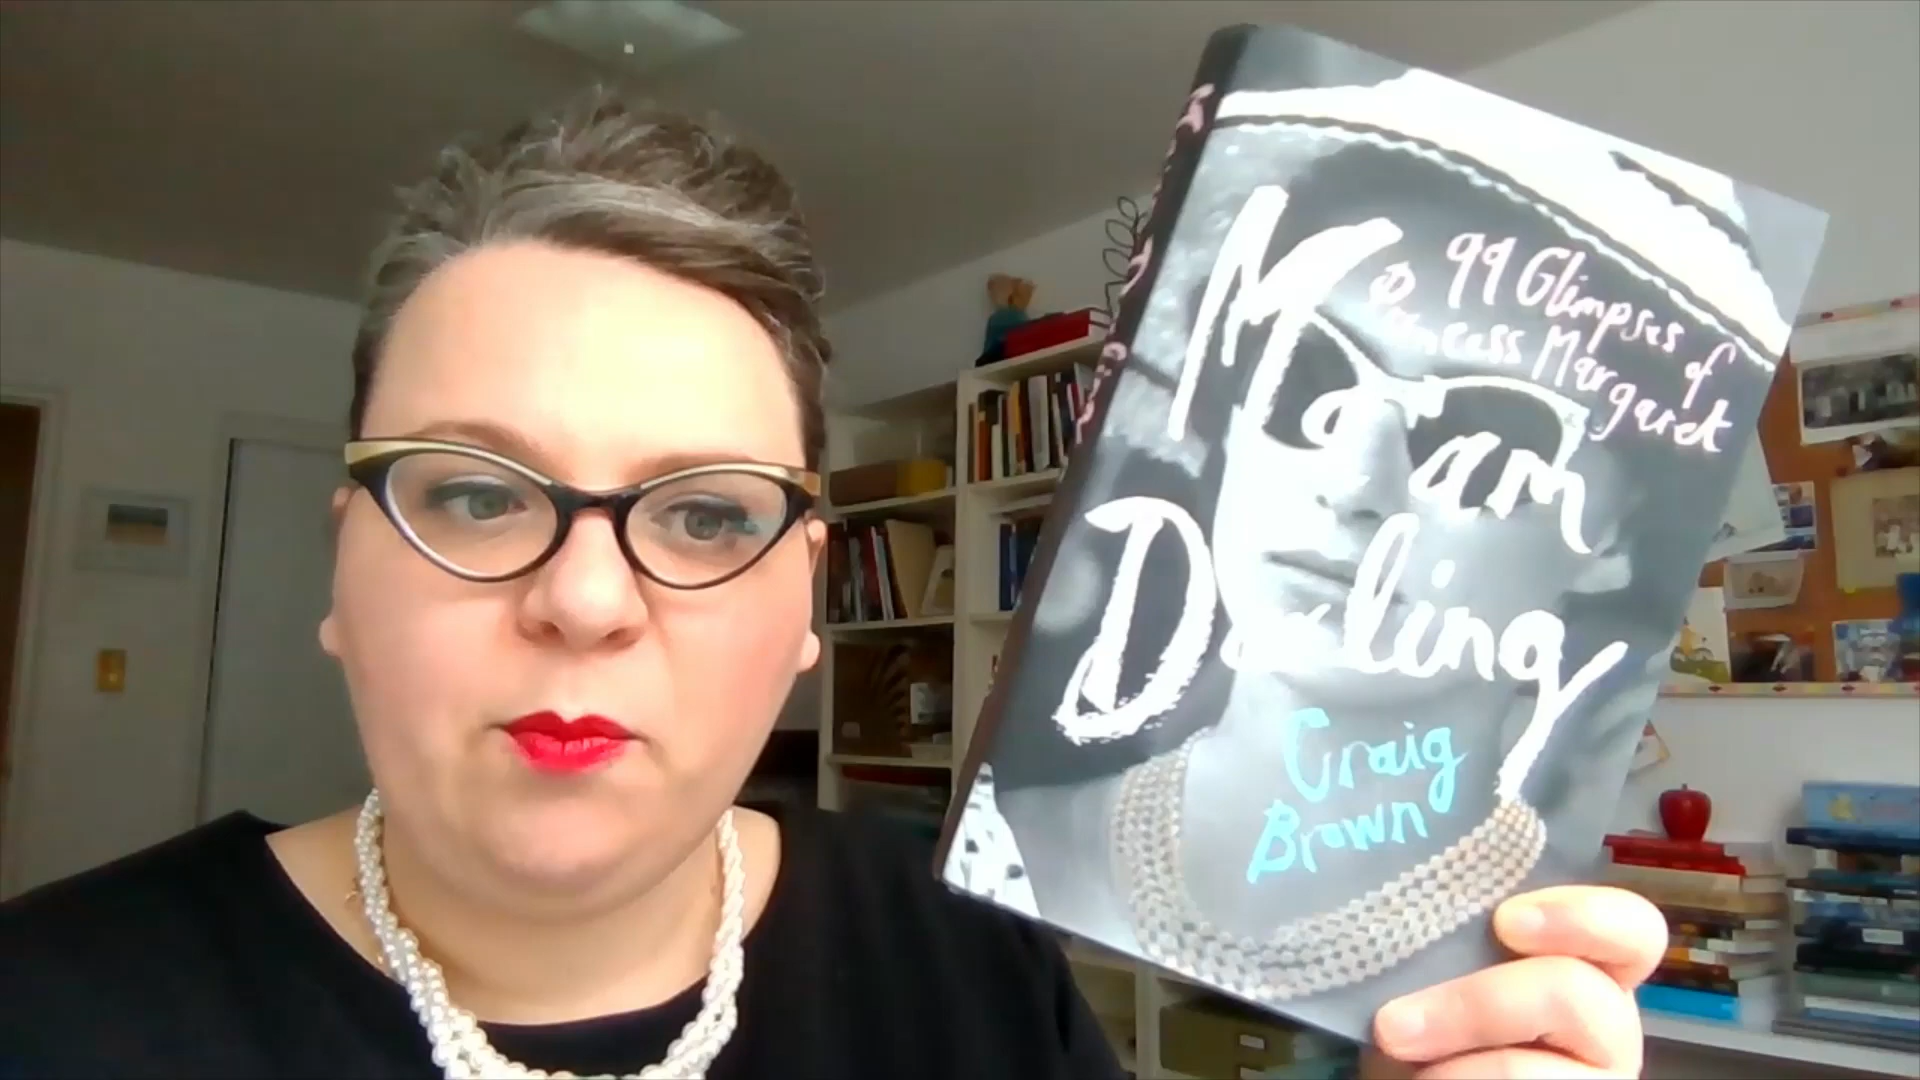 99 Glimpses of
Princess Margaret
Ma'am
Darling
Craig
Brown